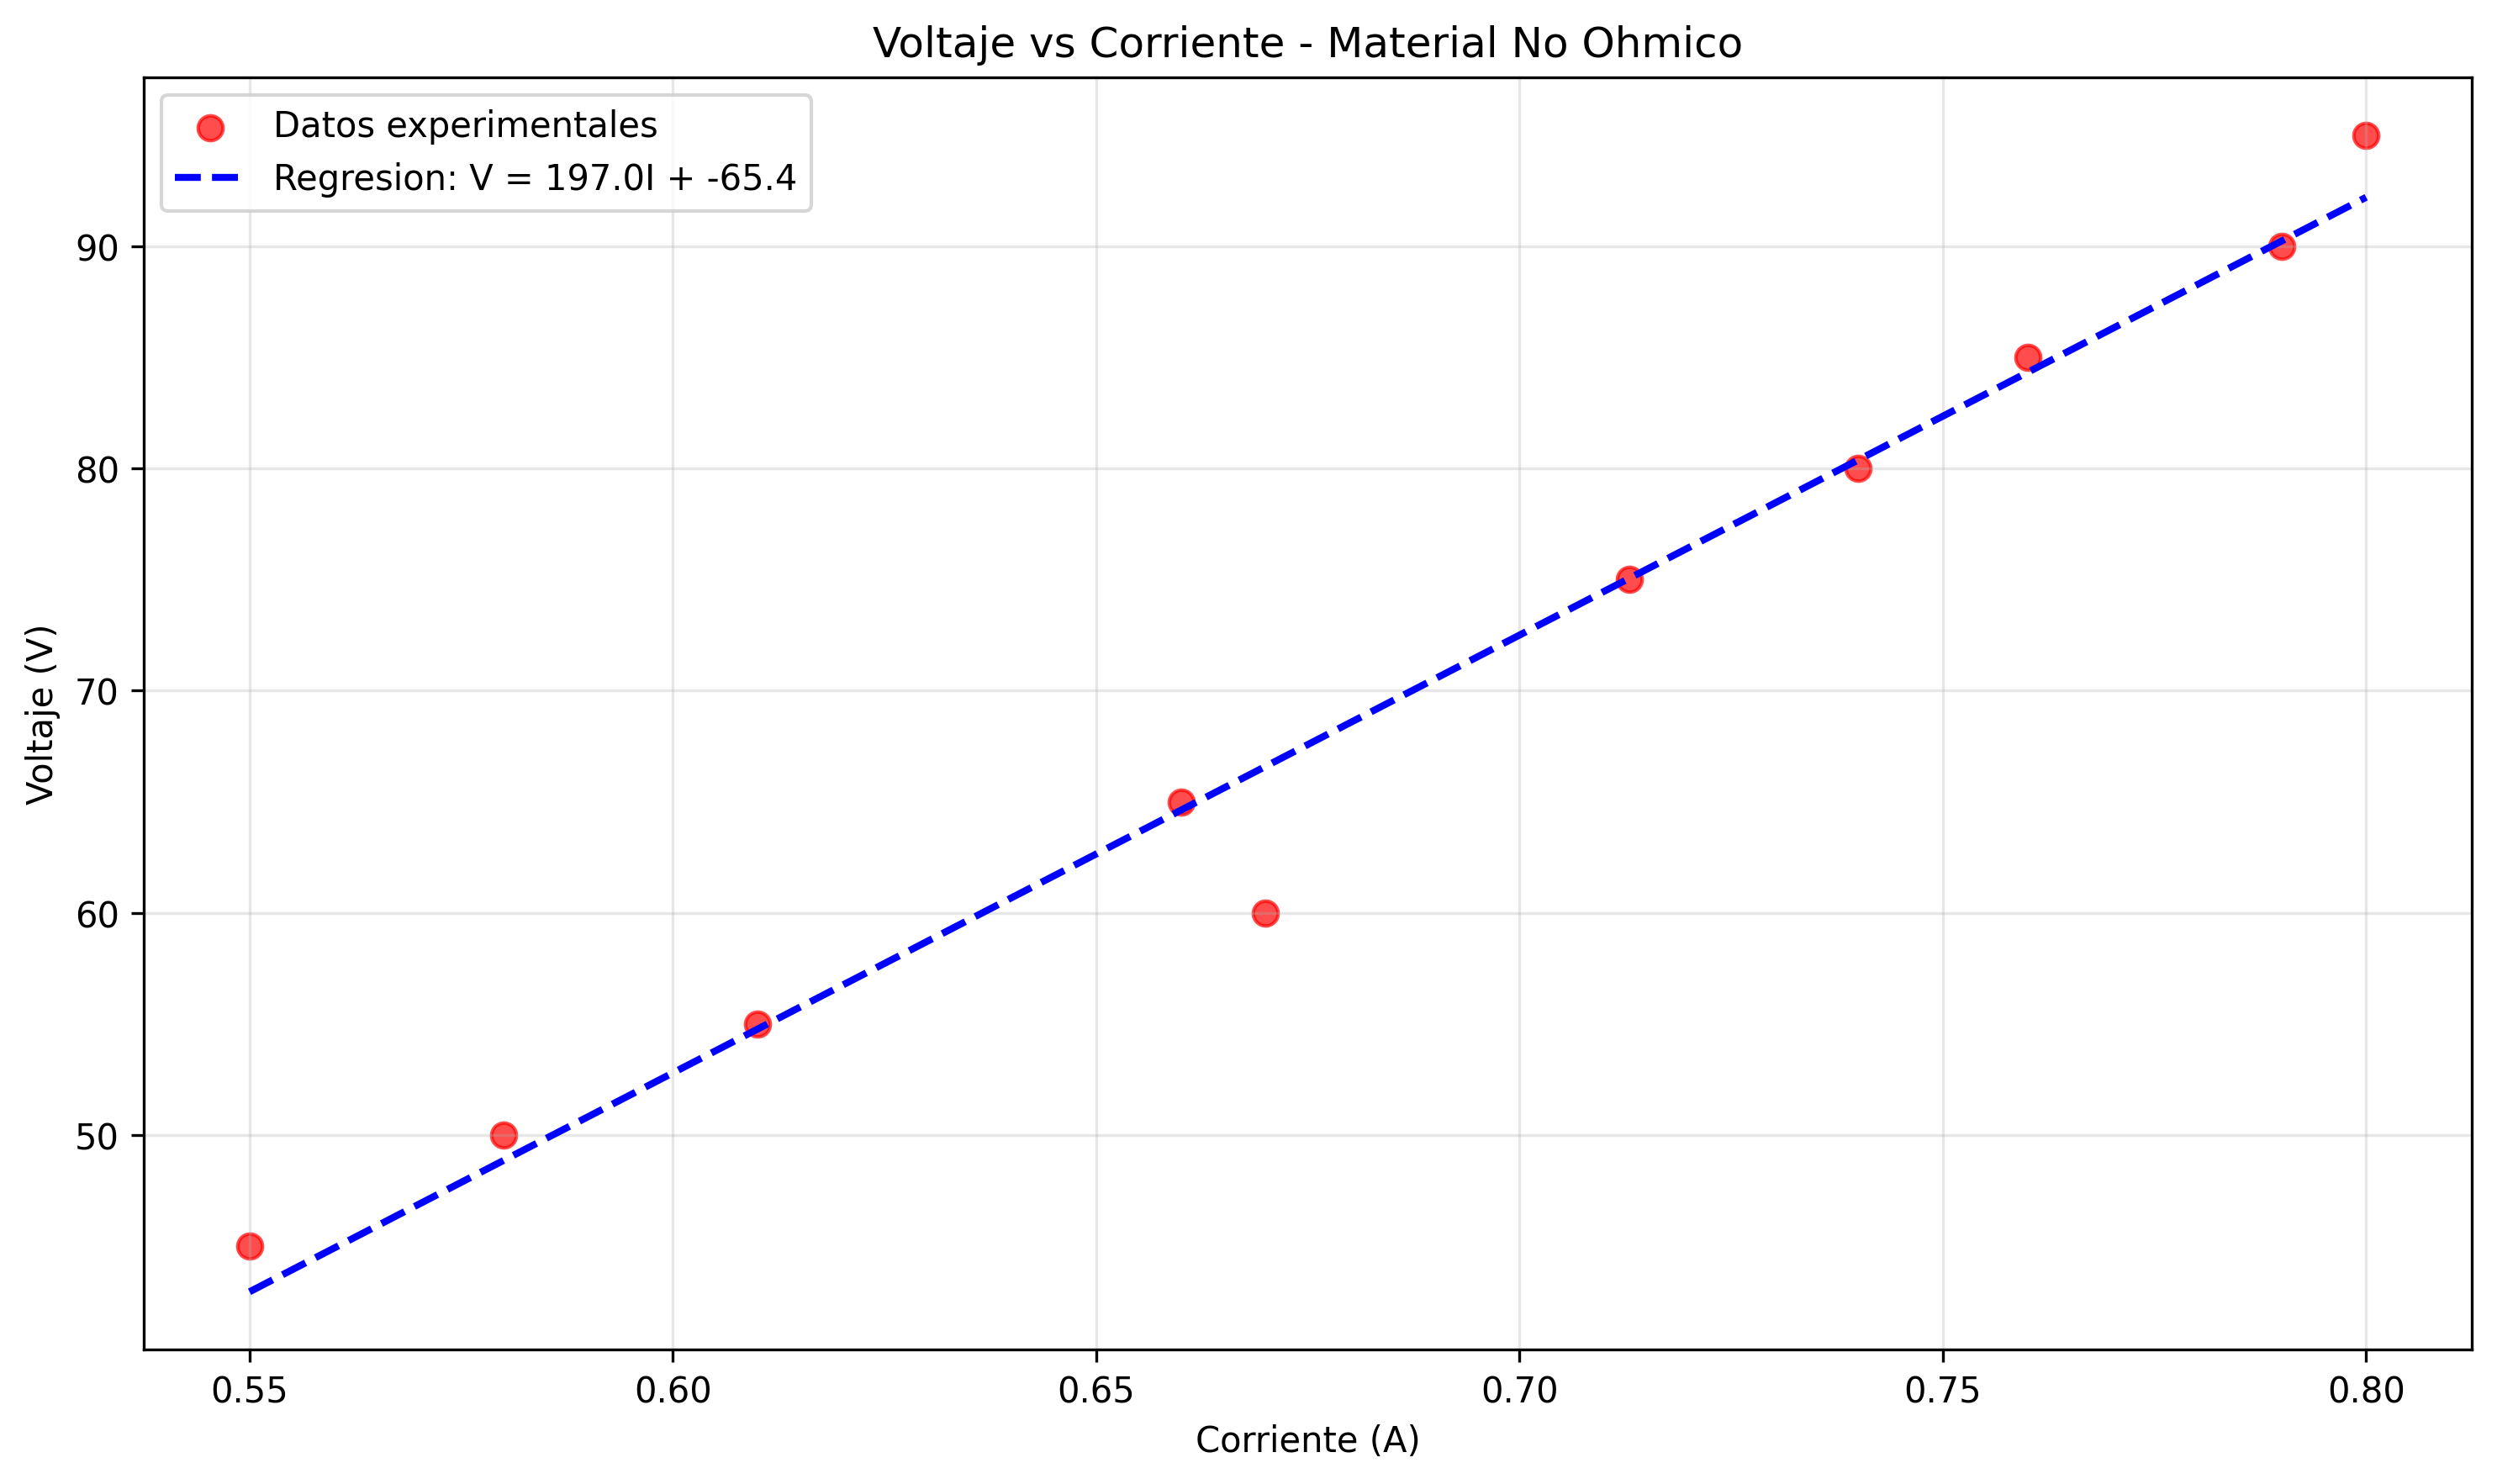 Voltaje vs Corriente - Material No Ohmico
Datos experimentales
Regresion: V = 197.0I + -65.4
Voltaje (V)
90
80
70
60
50
0.55 0.60 0.65 0.70 0.75 0.80
Corriente (A)